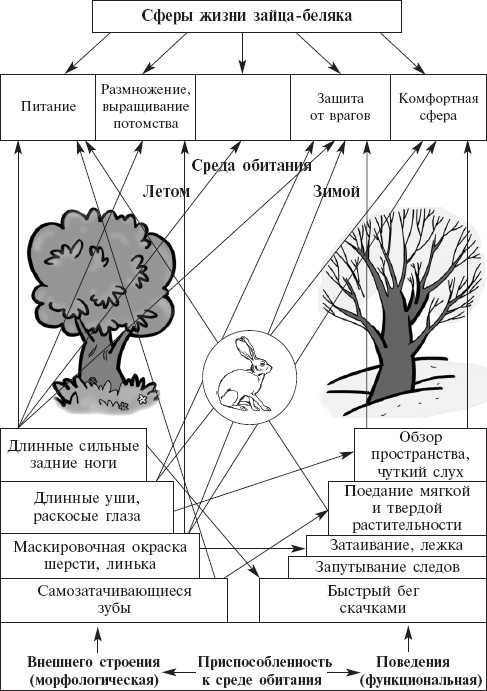 Сферы жизни зайца-беляка
Питание
Размножение,
выращивание
потомства
Защита
от врагов
Комфортная
сфера
Среда обитания
Летом
Зимой
Длинные сильные
задние ноги
Длинные уши,
раскосые глаза
Маскировочная окраска
шерсти, линька
Самозатачивающиеся
зубы
Обзор
пространства,
чуткий слух
Поедание мягкой
и твердой
растительности
Затаивание, лежка
Запутывание следов
Быстрый бег
скачками
Внешнего строения
(морфологическая)
Приспособленность
к среде обитания
Поведения
(функциональная)